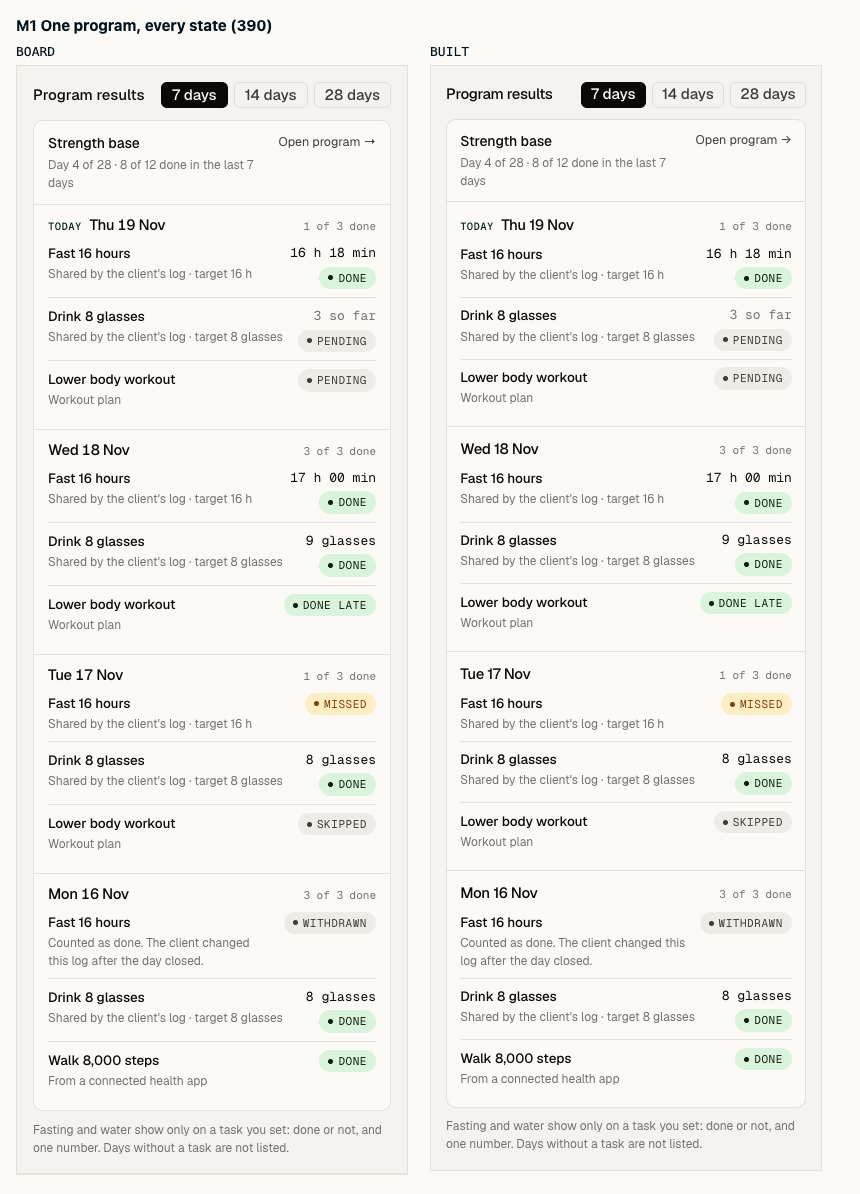 M1 One program, every state (390)
BOARD
Program results 7 days 14 days 28 days
Strength base Open program →
Day 4 of 28 · 8 of 12 done in the last 7
days
TODAY Thu 19 Nov 1 of 3 done
Fast 16 hours 16 h 18 min
Shared by the client's log · target 16 h DONE
Drink 8 glasses 3 so far
Shared by the client's log · target 8 glasses PENDING
Lower body workout PENDING
Workout plan
Wed 18 Nov 3 of 3 done
Fast 16 hours 17 h 00 min
Shared by the client's log · target 16 h DONE
Drink 8 glasses 9 glasses
Shared by the client's log · target 8 glasses DONE
Lower body workout DONE LATE
Workout plan
Tue 17 Nov 1 of 3 done
Fast 16 hours MISSED
Shared by the client's log · target 16 h
Drink 8 glasses 8 glasses
Shared by the client's log · target 8 glasses DONE
Lower body workout SKIPPED
Workout plan
Mon 16 Nov 3 of 3 done
Fast 16 hours WITHDRAWN
Counted as done. The client changed
this log after the day closed.
Drink 8 glasses 8 glasses
Shared by the client's log · target 8 glasses DONE
Walk 8,000 steps DONE
From a connected health app
Fasting and water show only on a task you set: done or not, and
one number. Days without a task are not listed.
BUILT
Program results 7 days 14 days 28 days
Strength base Open program →
Day 4 of 28 · 8 of 12 done in the last 7
days
TODAY Thu 19 Nov 1 of 3 done
Fast 16 hours 16 h 18 min
Shared by the client's log · target 16 h DONE
Drink 8 glasses 3 so far
Shared by the client's log · target 8 glasses PENDING
Lower body workout PENDING
Workout plan
Wed 18 Nov 3 of 3 done
Fast 16 hours 17 h 00 min
Shared by the client's log · target 16 h DONE
Drink 8 glasses 9 glasses
Shared by the client's log · target 8 glasses DONE
Lower body workout DONE LATE
Workout plan
Tue 17 Nov 1 of 3 done
Fast 16 hours MISSED
Shared by the client's log · target 16 h
Drink 8 glasses 8 glasses
Shared by the client's log · target 8 glasses DONE
Lower body workout SKIPPED
Workout plan
Mon 16 Nov 3 of 3 done
Fast 16 hours WITHDRAWN
Counted as done. The client changed this
log after the day closed.
Drink 8 glasses 8 glasses
Shared by the client's log · target 8 glasses DONE
Walk 8,000 steps DONE
From a connected health app
Fasting and water show only on a task you set: done or not, and
one number. Days without a task are not listed.